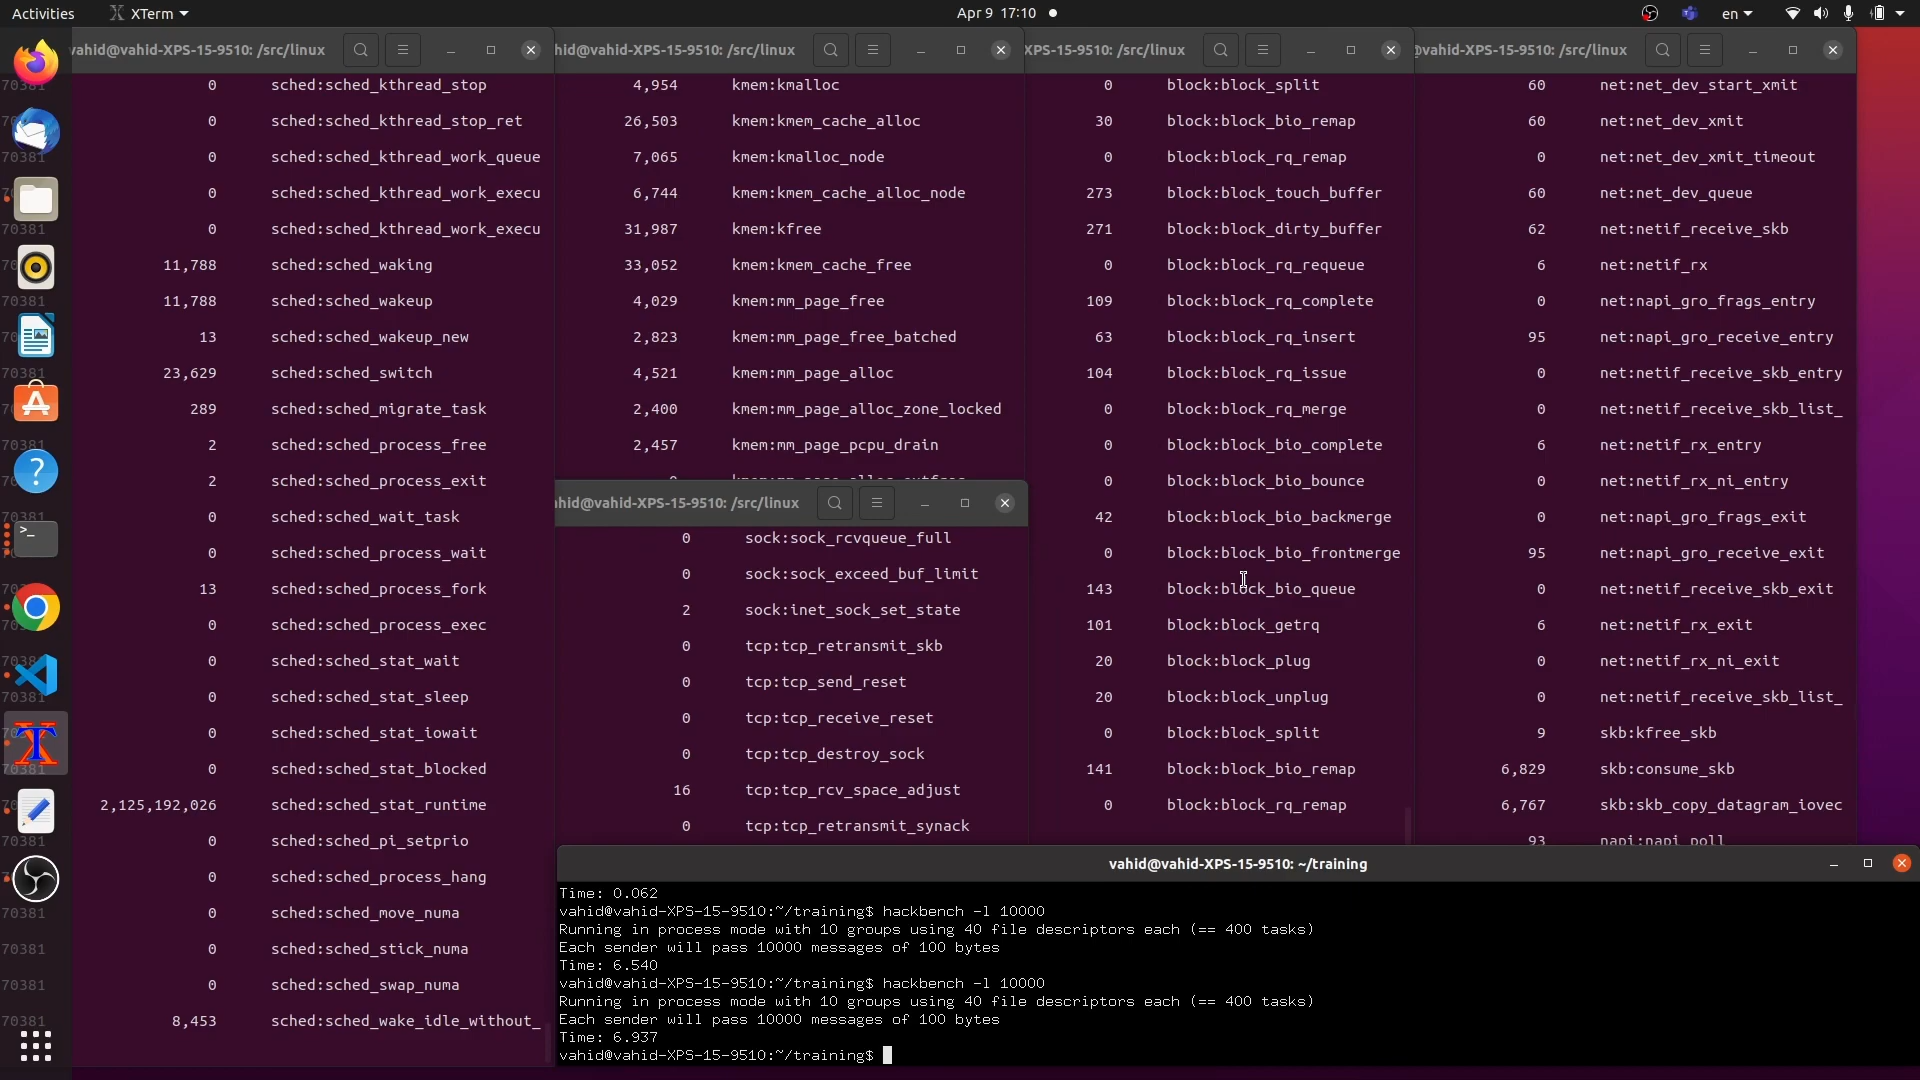 Activities
XTerm
Apr 9 17:10
en
vahid@vahid-XPS-15-9510: /src/linux
0 sched:sched_kthread_stop
0 sched:sched_kthread_stop_ret
0 sched:sched_kthread_work_queue
0 sched:sched_kthread_work_execu
0 sched:sched_kthread_work_execu
11,788 sched:sched_waking
11,788 sched:sched_wakeup
13 sched:sched_wakeup_new
23,629 sched:sched_switch
289 sched:sched_migrate_task
2 sched:sched_process_free
2 sched:sched_process_exit
0 sched:sched_wait_task
0 sched:sched_process_wait
13 sched:sched_process_fork
0 sched:sched_process_exec
0 sched:sched_stat_wait
0 sched:sched_stat_sleep
0 sched:sched_stat_iowait
0 sched:sched_stat_blocked
2,125,192,026 sched:sched_stat_runtime
0 sched:sched_pi_setprio
0 sched:sched_process_hang
0 sched:sched_move_numa
0 sched:sched_stick_numa
0 sched:sched_swap_numa
8,453 sched:sched_wake_idle_without_
hid@vahid-XPS-15-9510: /src/linux
4,954 kmem:kmalloc
26,503 kmem:kmem_cache_alloc
7,065 kmem:kmalloc_node
6,744 kmem:kmem_cache_alloc_node
31,987 kmem:kfree
33,052 kmem:kmem_cache_free
4,029 kmem:mm_page_free
2,823 kmem:mm_page_free_batched
4,521 kmem:mm_page_alloc
2,400 kmem:mm_page_alloc_zone_locked
2,457 kmem:mm_page_pcpu_drain
ahid@vahid-XPS-15-9510: /src/linux
0 sock:sock_rcvqueue_full
0 sock:sock_exceed_buf_limit
2 sock:inet_sock_set_state
0 tcp:tcp_retransmit_skb
0 tcp:tcp_send_reset
0 tcp:tcp_receive_reset
0 tcp:tcp_destroy_sock
16 tcp:tcp_rcv_space_adjust
0 tcp:tcp_retransmit_synack
XPS-15-9510: /src/linux
0 block:block_split
30 block:block_bio_remap
0 block:block_rq_remap
273 block:block_touch_buffer
271 block:block_dirty_buffer
0 block:block_rq_requeue
109 block:block_rq_complete
63 block:block_rq_insert
104 block:block_rq_issue
0 block:block_rq_merge
0 block:block_bio_complete
0 block:block_bio_bounce
42 block:block_bio_backmerge
0 block:block_bio_frontmerge
143 block:block_bio_queue
101 block:block_getrq
20 block:block_plug
20 block:block_unplug
0 block:block_split
141 block:block_bio_remap
0 block:block_rq_remap
@vahid-XPS-15-9510: /src/linux
60 net:net_dev_start_xmit
60 net:net_dev_xmit
0 net:net_dev_xmit_timeout
60 net:net_dev_queue
62 net:netif_receive_skb
6 net:netif_rx
0 net:napi_gro_frags_entry
95 net:napi_gro_receive_entry
0 net:netif_receive_skb_entry
0 net:netif_receive_skb_list_
6 net:netif_rx_entry
0 net:netif_rx_ni_entry
0 net:napi_gro_frags_exit
95 net:napi_gro_receive_exit
0 net:netif_receive_skb_exit
6 net:netif_rx_exit
0 net:netif_rx_ni_exit
0 net:netif_receive_skb_list_
9 skb:kfree_skb
6,829 skb:consume_skb
6,767 skb:skb_copy_datagram_iovec
93 napi:napi_poll
vahid@vahid-XPS-15-9510: ~/training
Time: 0.062
vahid@vahid-XPS-15-9510:~/training$ hackbench -l 10000
Running in process mode with 10 groups using 40 file descriptors each (== 400 tasks)
Each sender will pass 10000 messages of 100 bytes
Time: 6.540
vahid@vahid-XPS-15-9510:~/training$ hackbench -l 10000
Running in process mode with 10 groups using 40 file descriptors each (== 400 tasks)
Each sender will pass 10000 messages of 100 bytes
Time: 6.937
vahid@vahid-XPS-15-9510:~/training$